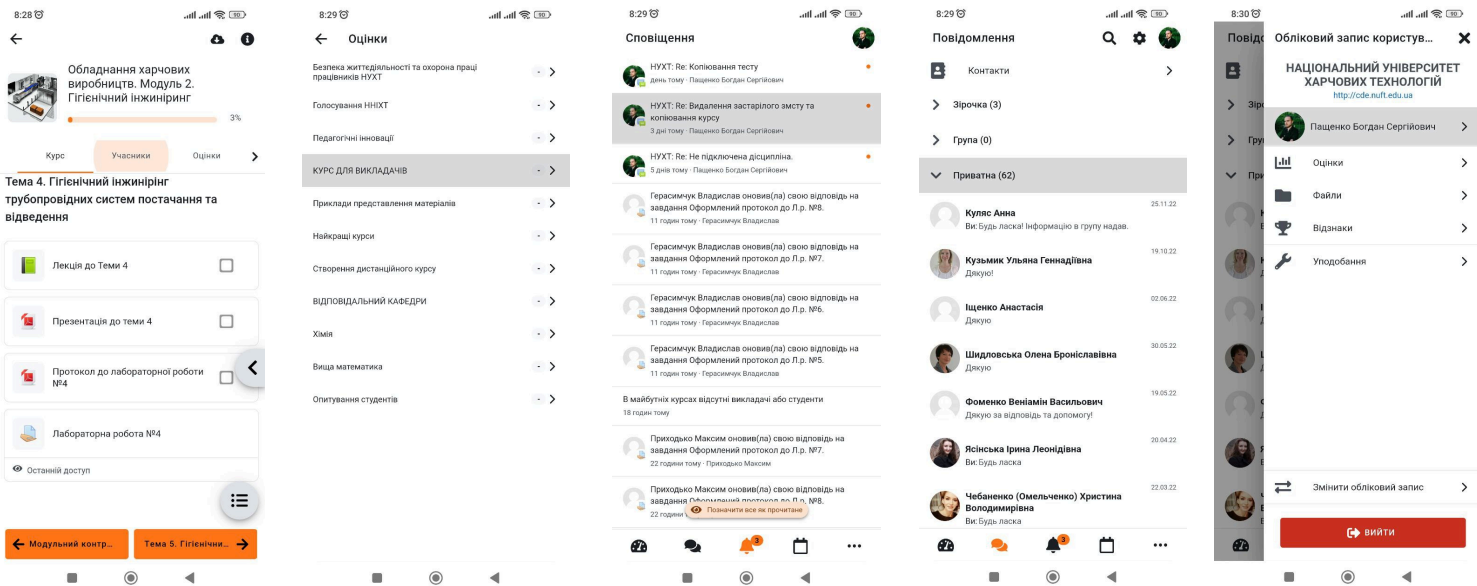 8:28
90
Обладнання харчових
виробництв. Модуль 2.
Гігієнічний інжиніринг
3%
Курс
Учасники
Оцінки
Тема 4. Гігієнічний інжинірінг
трубопровідних систем постачання та
відведення
Лекція до Теми 4
Презентація до теми 4
Протокол до лабораторної роботи
№4
Лабораторна робота №4
Останній доступ
Модульний контр...
Тема 5. Гігієнічни...
8:29
90
Оцінки
Безпека життєдіяльності та охорона праці
працівників НУХТ
-
Голосування ННІХТ
-
Педагогічні інновації
-
КУРС ДЛЯ ВИКЛАДАЧІВ
-
Приклади представлення матеріалів
-
Найкращі курси
-
Створення дистанційного курсу
-
ВІДПОВІДАЛЬНИЙ КАФЕДРИ
-
Хімія
-
Вища математика
-
Опитування студентів
-
8:29
90
Сповіщення
НУХТ: Re: Копіювання тесту
день тому · Пащенко Богдан Сергійович
НУХТ: Re: Видалення застарілого змсту та
копіювання курсу
3 дні тому · Пащенко Богдан Сергійович
НУХТ: Re: Не підключена дісципліна.
5 днів тому · Пащенко Богдан Сергійович
Герасимчук Владислав оновив(ла) свою відповідь на
завдання Оформлений протокол до Л.р. №8.
11 годин тому · Герасимчук Владислав
Герасимчук Владислав оновив(ла) свою відповідь на
завдання Оформлений протокол до Л.р. №7.
11 годин тому · Герасимчук Владислав
Герасимчук Владислав оновив(ла) свою відповідь на
завдання Оформлений протокол до Л.р. №6.
11 годин тому · Герасимчук Владислав
Герасимчук Владислав оновив(ла) свою відповідь на
завдання Оформлений протокол до Л.р. №5.
11 годин тому · Герасимчук Владислав
В майбутніх курсах відсутні викладачі або студенти
18 годин тому
Приходько Максим оновив(ла) свою відповідь на
завдання Оформлений протокол до Л.р. №7.
22 години тому · Приходько Максим
Приходько Максим оновив(ла) свою відповідь на
завдання Оформлений протокол до Л.р. №8.
22 години
Позначити все як прочитане
3
8:29
90
Повідомлення
Контакти
Зірочка (3)
Група (0)
Приватна (62)
Куляс Анна
25.11.22
Ви: Будь ласка! Інформацію в групу надав.
Кузьмик Уляна Геннадіївна
19.10.22
Дякую!
Іщенко Анастасія
02.06.22
Дякую
Шидловська Олена Броніславівна
30.05.22
Дякую
Фоменко Веніамін Васильович
19.05.22
Дякую за відповідь та допомогу!
Ясінська Ірина Леонідівна
20.04.22
Ви: Будь ласка
Чебаненко (Омельченко) Христина
Володимирівна
22.03.22
Ви: Будь ласка
3
8:30
90
Повідо
Зіро
Гру
При
Обліковий запис користув...
НАЦІОНАЛЬНИЙ УНІВЕРСИТЕТ
ХАРЧОВИХ ТЕХНОЛОГІЙ
http://cde.nuft.edu.ua
Пащенко Богдан Сергійович
Оцінки
Файли
Відзнаки
Уподобання
Змінити обліковий запис
ВИЙТИ